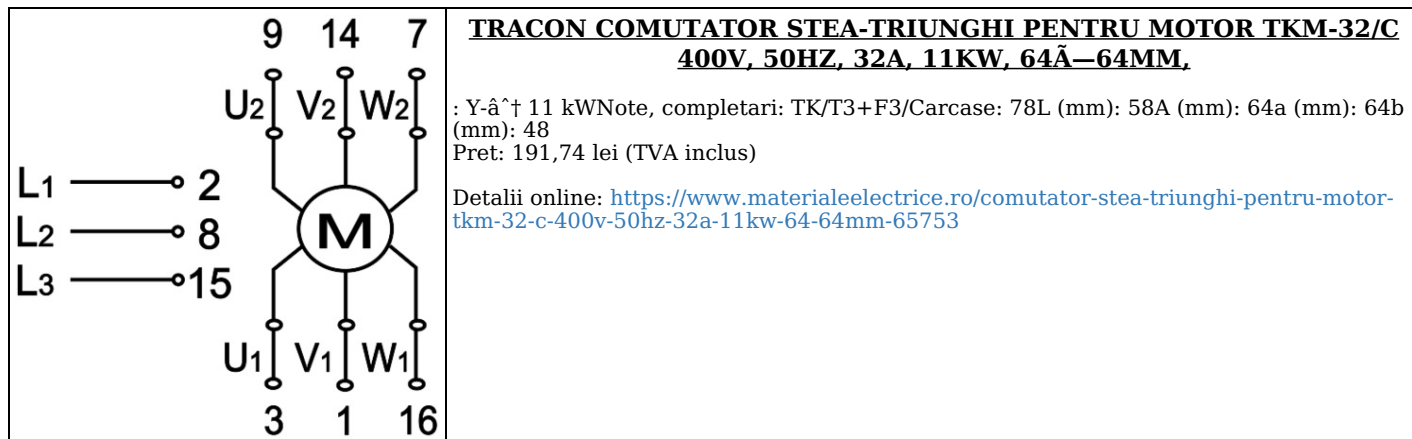 9 14 7
U2 V2 W2
L1 2
L2 8
M
L3 15
U1 V1 W1
3 1 16
TRACON COMUTATOR STEA-TRIUNGHI PENTRU MOTOR TKM-32/C
400V, 50HZ, 32A, 11KW, 64Ã—64MM,
: Y-âˆ† 11 kWNote, completari: TK/T3+F3/Carcase: 78L (mm): 58A (mm): 64a (mm): 64b
(mm): 48
Pret: 191,74 lei (TVA inclus)
Detalii online: https://www.materialeelectrice.ro/comutator-stea-triunghi-pentru-motor-
tkm-32-c-400v-50hz-32a-11kw-64-64mm-65753